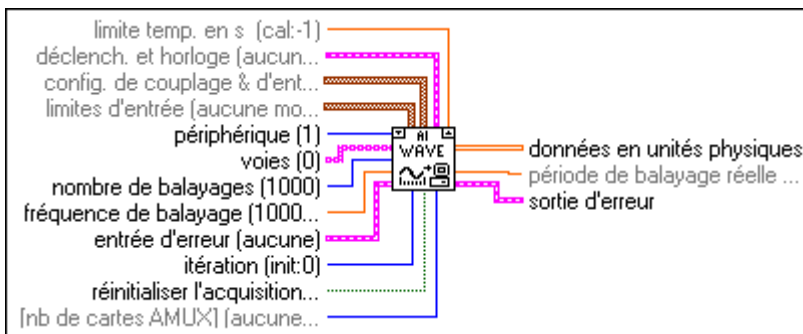 limite temp. en s (cal:-1)
déclench. et horloge (aucun...
config. de couplage & d'ent...
limites d'entrée (aucune mo...
périphérique (1)
voies (0)
nombre de balayages (1000)
fréquence de balayage (1000...
entrée d'erreur (aucune)
itération (init:0)
réinitialiser l'acquisition...
[nb de cartes AMUX] (aucune...
AI
WAVE
données en unités physiques
période de balayage réelle ...
sortie d'erreur